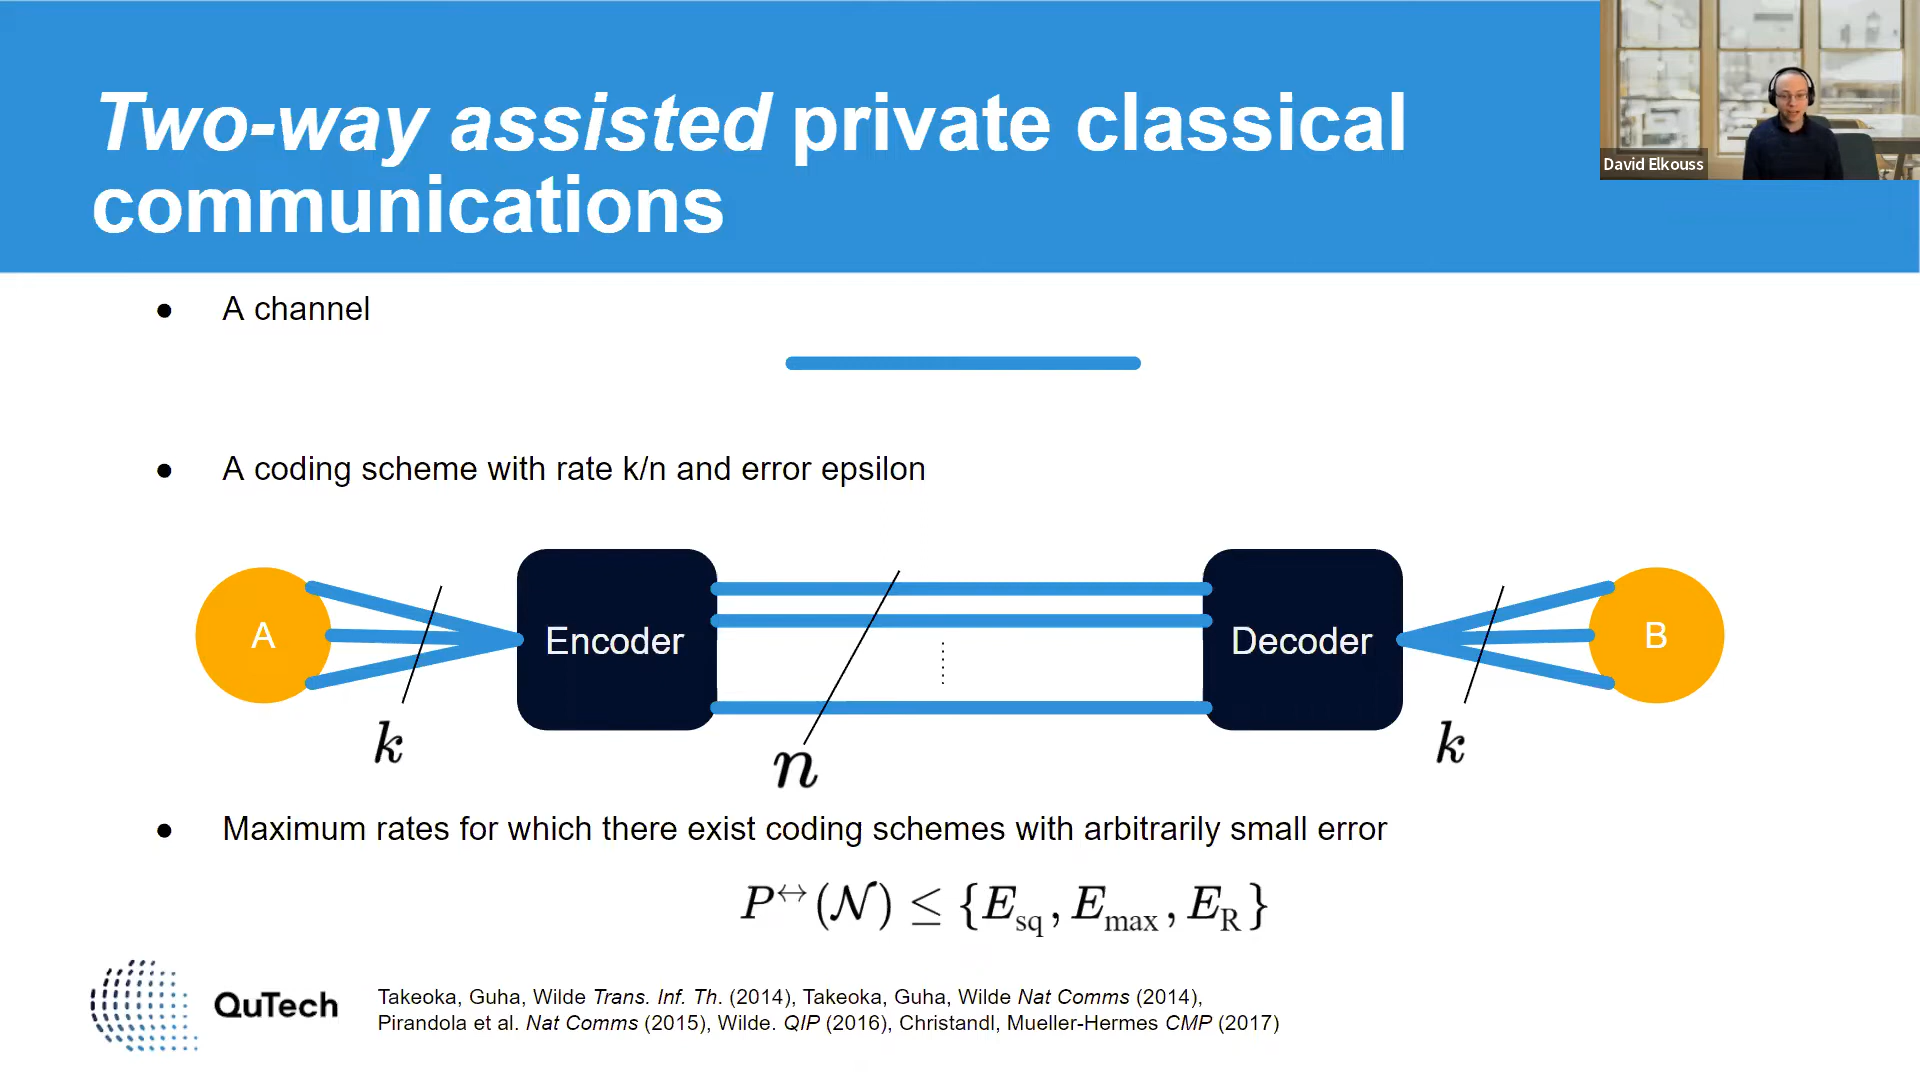 Two-way assisted private classical
communications
David Elkouss
● A channel
● A coding scheme with rate k/n and error epsilon
A
Encoder
Decoder
B
k
n
k
● Maximum rates for which there exist coding schemes with arbitrarily small error
P↔(𝒩) ≤ {E_sq, E_max, E_R}
QuTech
Takeoka, Guha, Wilde Trans. Inf. Th. (2014), Takeoka, Guha, Wilde Nat Comms (2014),
Pirandola et al. Nat Comms (2015), Wilde. QIP (2016), Christandl, Mueller-Hermes CMP (2017)